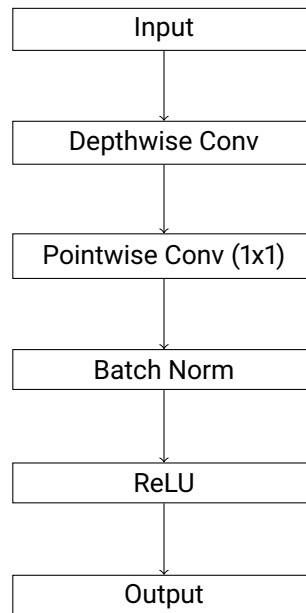 Input
Depthwise Conv
Pointwise Conv (1x1)
Batch Norm
ReLU
Output